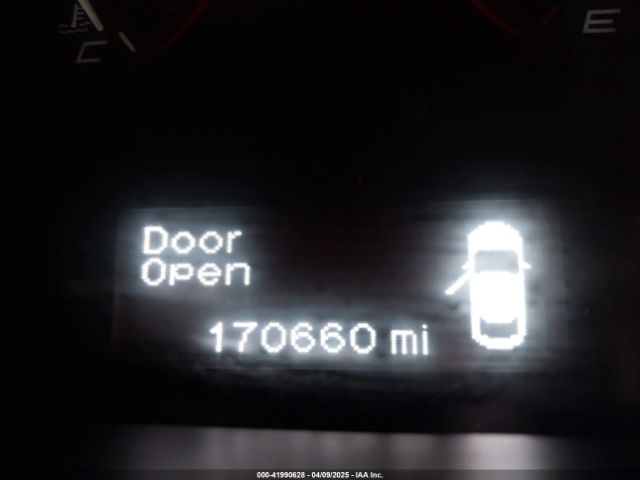 C
E
Door
Open
170660 mi
000-41990628 - 04/09/2025 - IAA Inc.